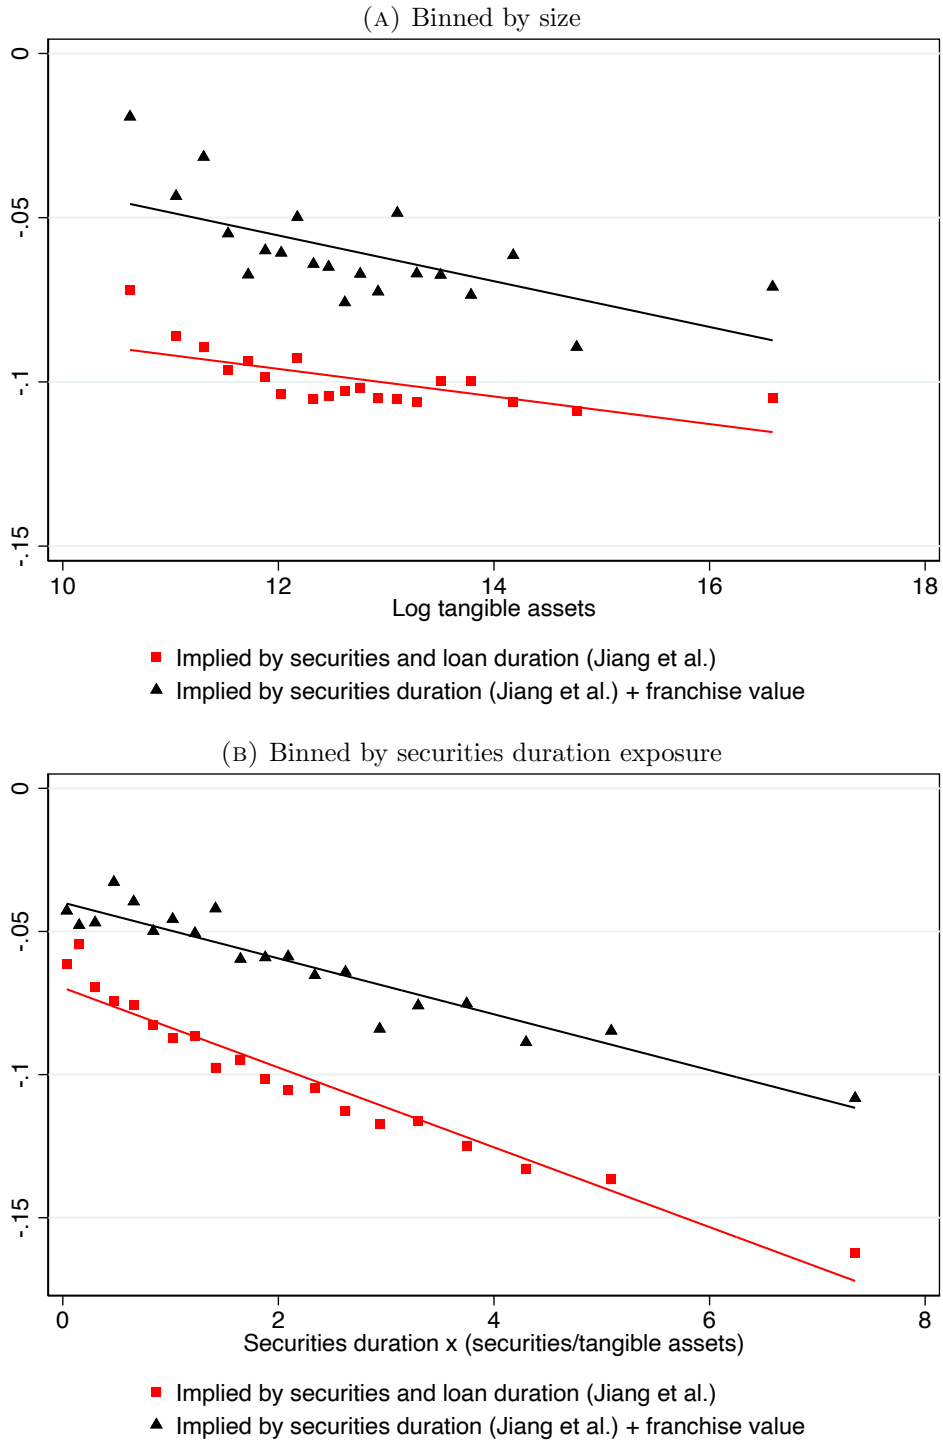 (A) Binned by size
0
-.05
-.1
-.15
10 12 14 16 18
Log tangible assets
Implied by securities and loan duration (Jiang et al.)
Implied by securities duration (Jiang et al.) + franchise value
(B) Binned by securities duration exposure
0
-.05
-.1
-.15
0 2 4 6 8
Securities duration x (securities/tangible assets)
Implied by securities and loan duration (Jiang et al.)
Implied by securities duration (Jiang et al.) + franchise value